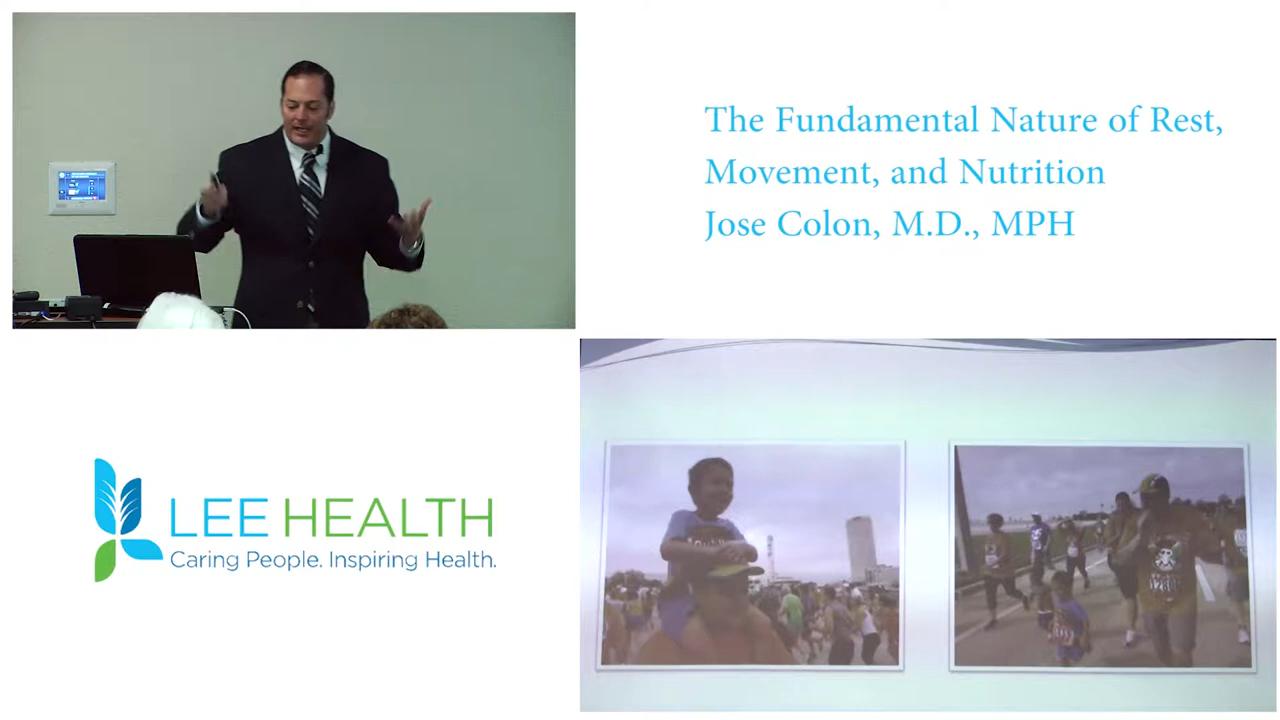 The Fundamental Nature of Rest,
Movement, and Nutrition
Jose Colon, M.D., MPH
LEE HEALTH
Caring People. Inspiring Health.